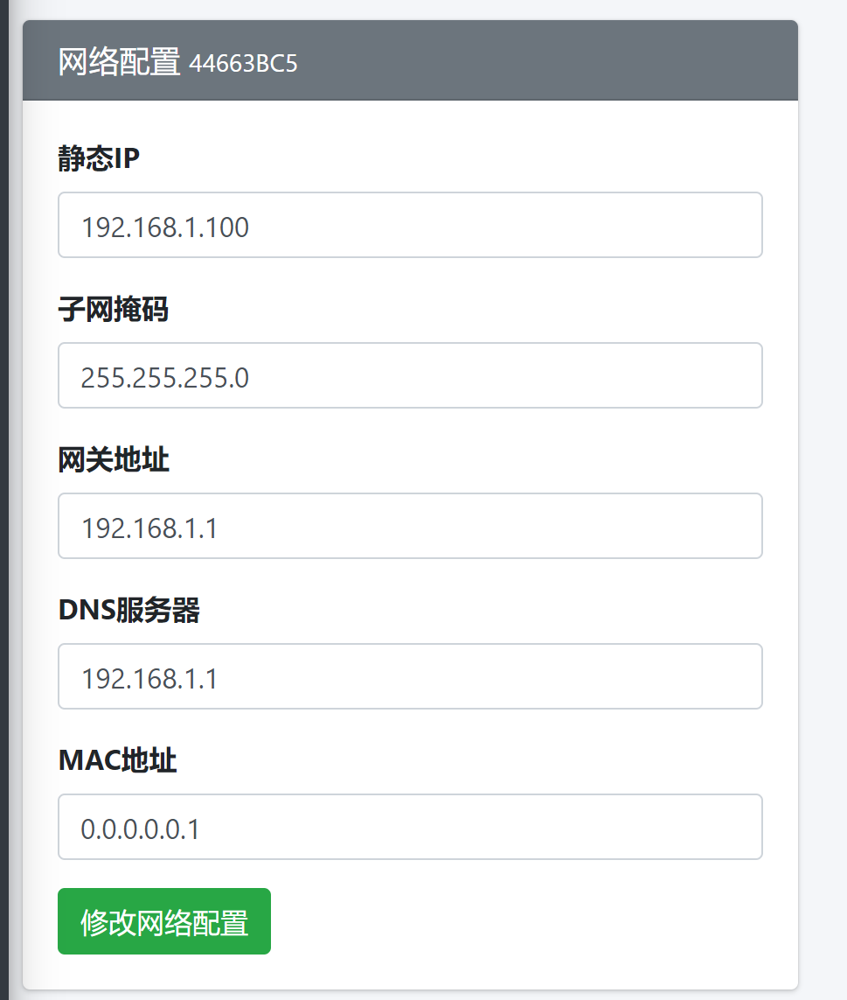 网络配置 44663BC5
静态IP
192.168.1.100
子网掩码
255.255.255.0
网关地址
192.168.1.1
DNS服务器
192.168.1.1
MAC地址
0.0.0.0.0.1
修改网络配置